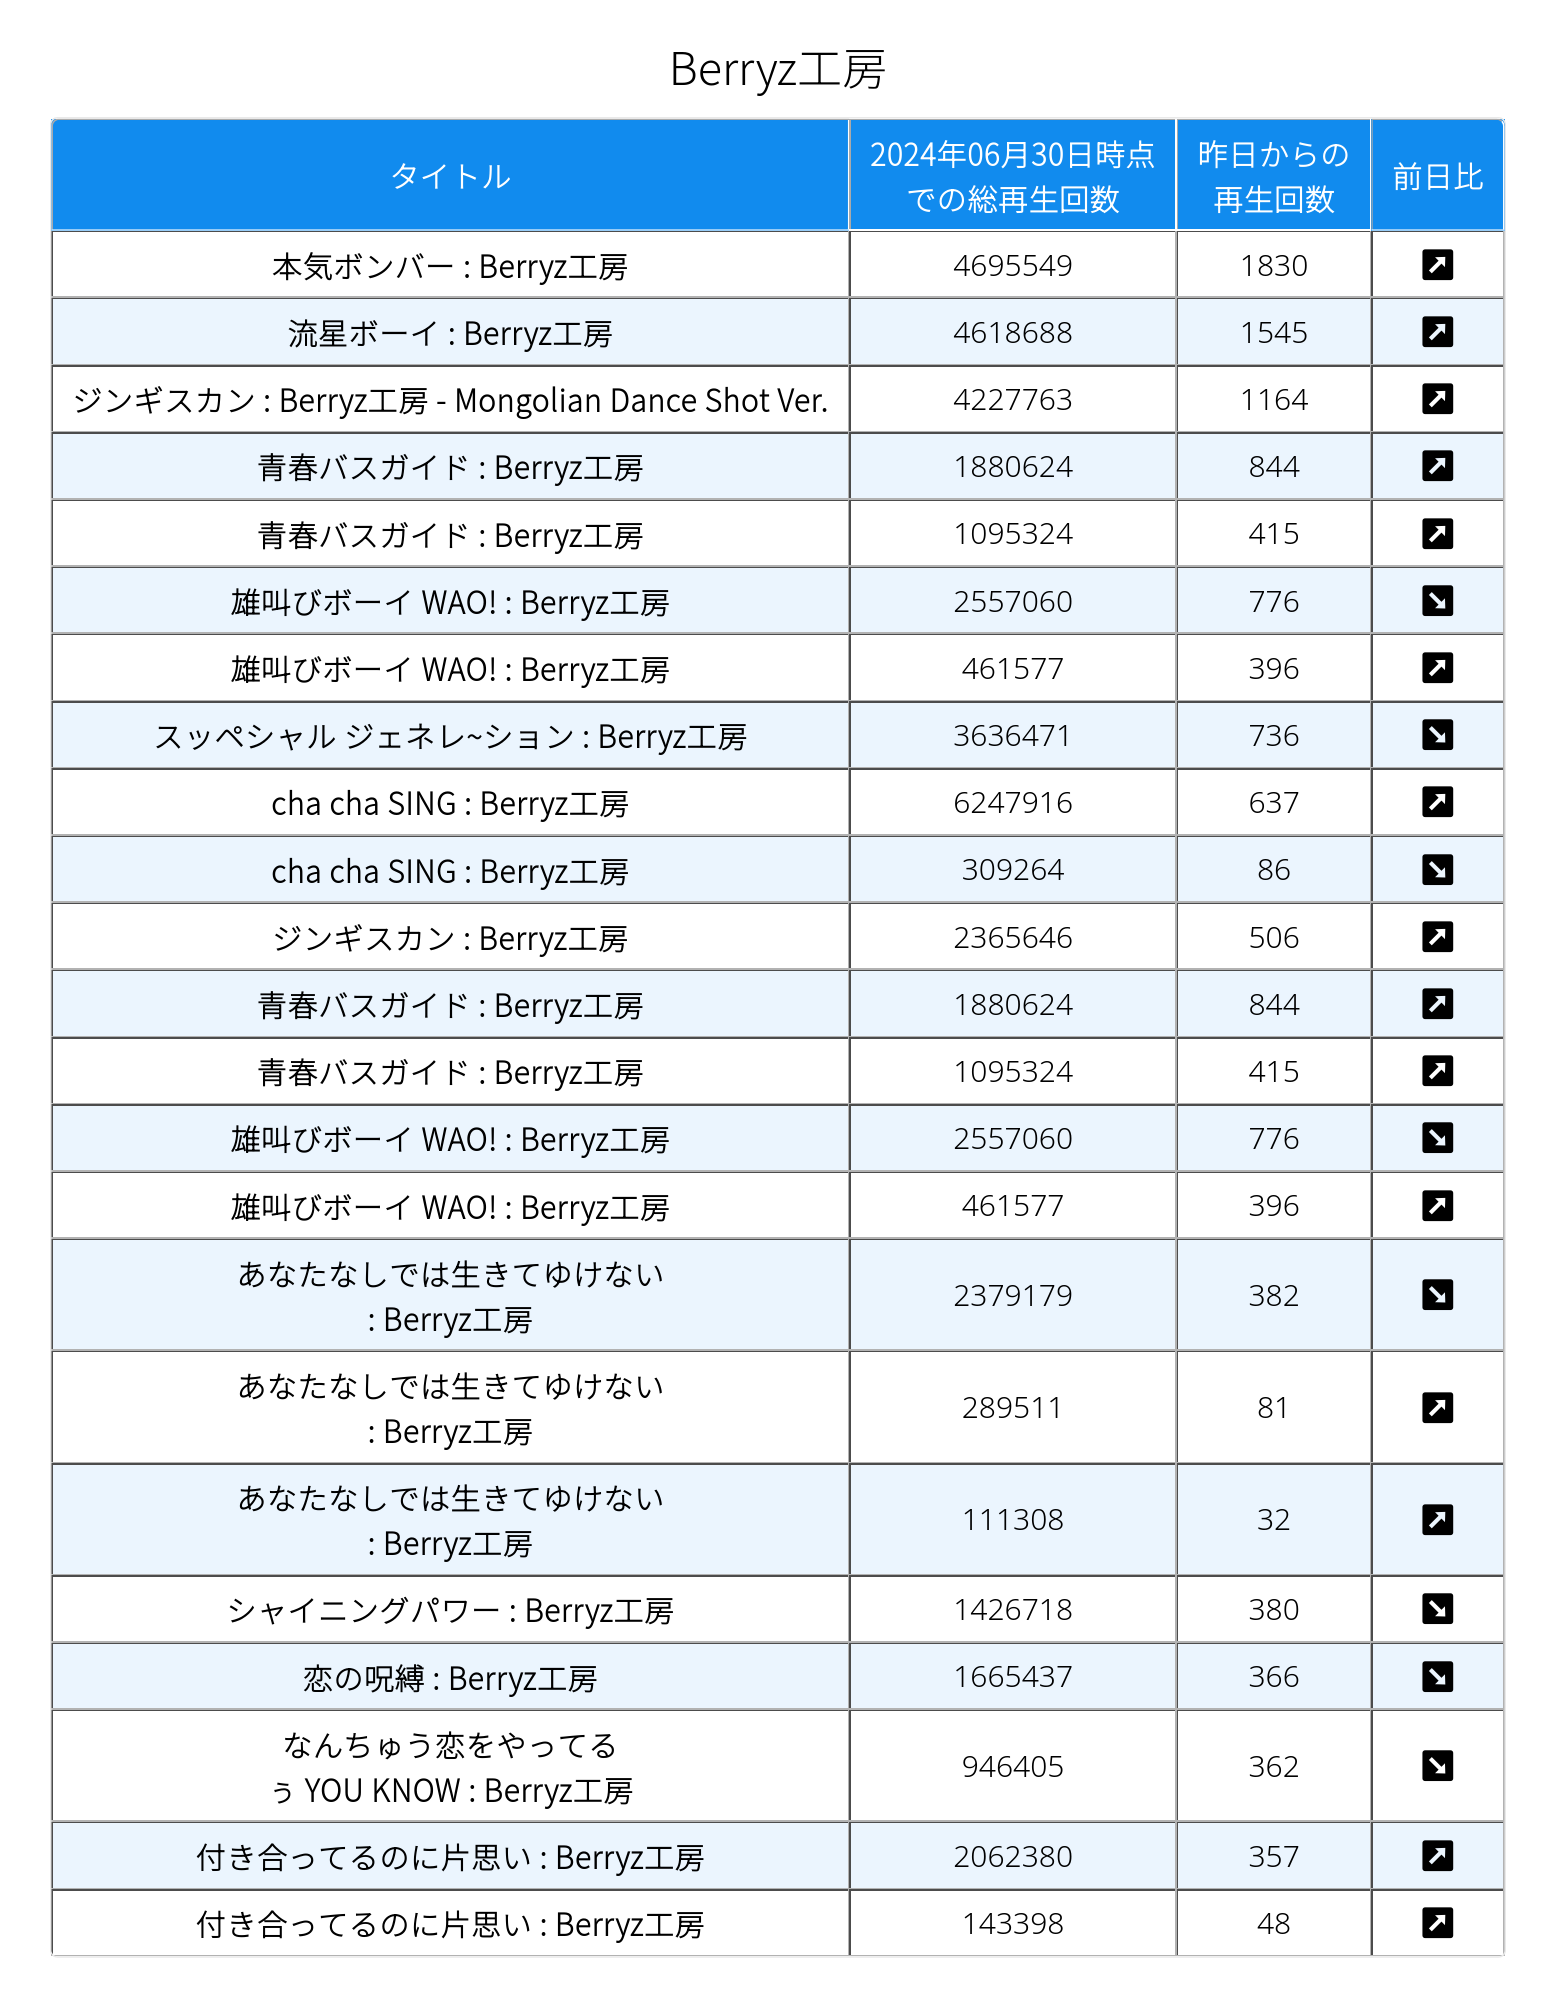 Berryz工房
タイトル 2024年06月30日時点 での総再生回数 昨日からの 再生回数 前日比
本気ボンバー : Berryz工房 4695549 1830
流星ボーイ : Berryz工房 4618688 1545
ジンギスカン : Berryz工房 - Mongolian Dance Shot Ver. 4227763 1164
青春バスガイド : Berryz工房 1880624 844
青春バスガイド : Berryz工房 1095324 415
雄叫びボーイ WAO! : Berryz工房 2557060 776
雄叫びボーイ WAO! : Berryz工房 461577 396
スッペシャル ジェネレ~ション : Berryz工房 3636471 736
cha cha SING : Berryz工房 6247916 637
cha cha SING : Berryz工房 309264 86
ジンギスカン : Berryz工房 2365646 506
青春バスガイド : Berryz工房 1880624 844
青春バスガイド : Berryz工房 1095324 415
雄叫びボーイ WAO! : Berryz工房 2557060 776
雄叫びボーイ WAO! : Berryz工房 461577 396
あなたなしでは生きてゆけない
: Berryz工房 2379179 382
あなたなしでは生きてゆけない
: Berryz工房 289511 81
あなたなしでは生きてゆけない
: Berryz工房 111308 32
シャイニングパワー : Berryz工房 1426718 380
恋の呪縛 : Berryz工房 1665437 366
なんちゅう恋をやってる
ぅ YOU KNOW : Berryz工房 946405 362
付き合ってるのに片思い : Berryz工房 2062380 357
付き合ってるのに片思い : Berryz工房 143398 48